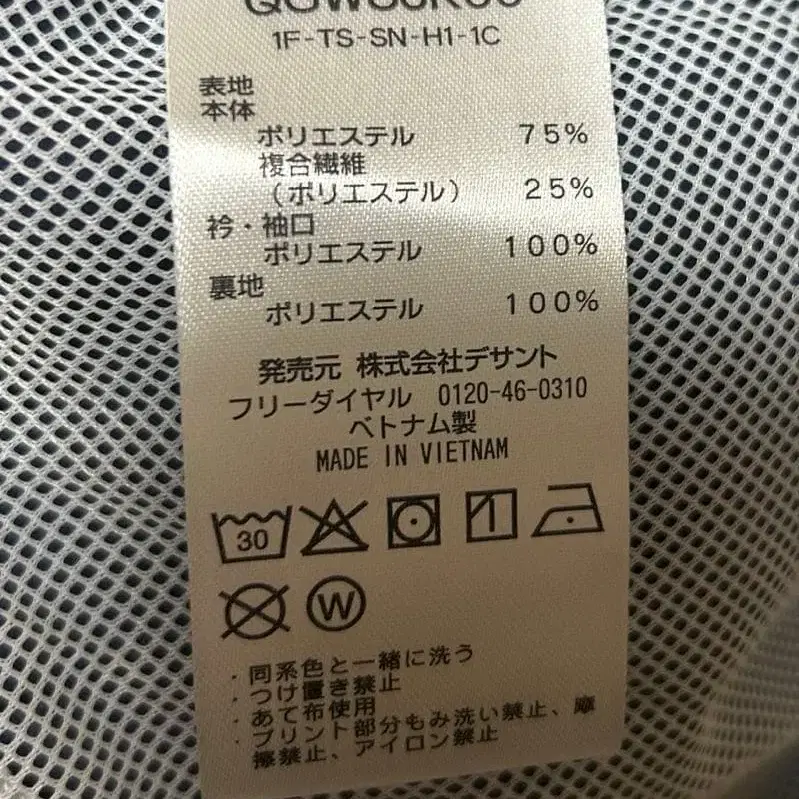 1F-TS-SN-H1-1C
表地
本体
ポリエステル 75%
複合繊維
(ポリエステル) 25%
衿・袖口
ポリエステル 100%
裏地
ポリエステル 100%
発売元 株式会社デサント
フリーダイヤル 0120-46-0310
ベトナム製
MADE IN VIETNAM
30
W
・同系色と一緒に洗う
・つけ置き禁止
・あて布使用
・プリント部分もみ洗い禁止、摩
擦禁止、アイロン禁止